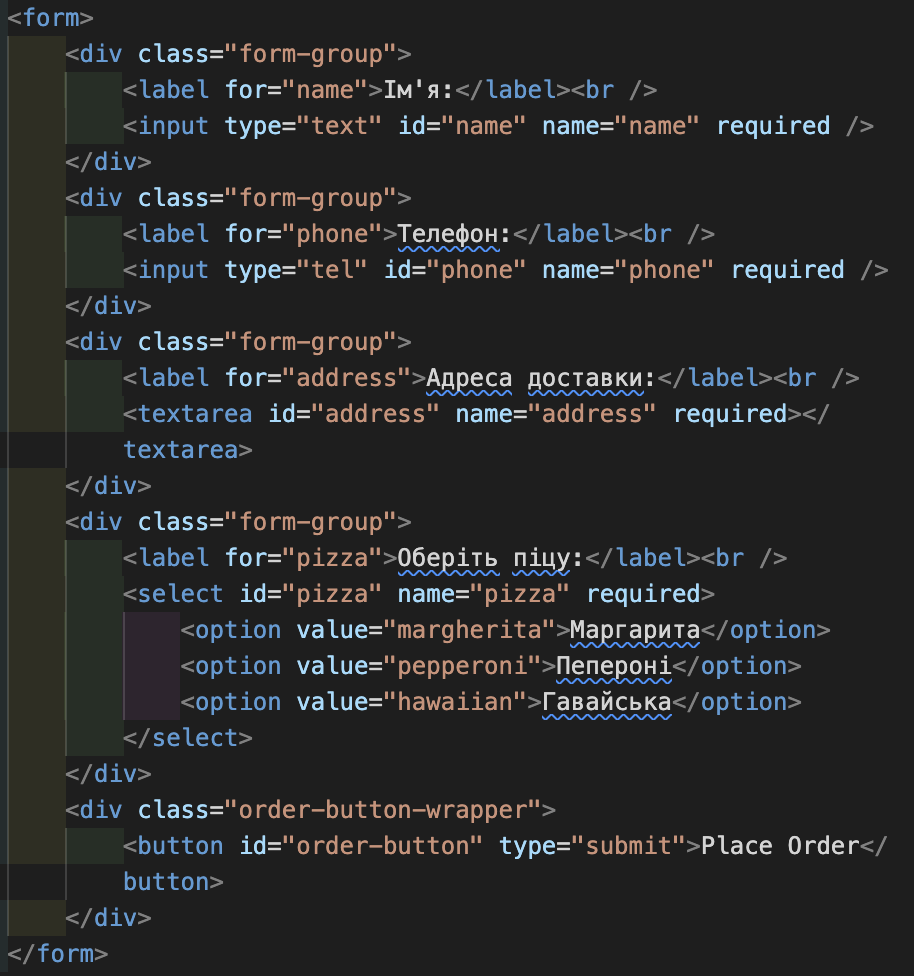 <form>
<div class="form-group">
<label for="name">Ім'я:</label><br />
<input type="text" id="name" name="name" required />
</div>
<div class="form-group">
<label for="phone">Телефон:</label><br />
<input type="tel" id="phone" name="phone" required />
</div>
<div class="form-group">
<label for="address">Адреса доставки:</label><br />
<textarea id="address" name="address" required></
textarea>
</div>
<div class="form-group">
<label for="pizza">Оберіть піцу:</label><br />
<select id="pizza" name="pizza" required>
<option value="margherita">Маргарита</option>
<option value="pepperoni">Пепероні</option>
<option value="hawaiian">Гавайська</option>
</select>
</div>
<div class="order-button-wrapper">
<button id="order-button" type="submit">Place Order</
button>
</div>
</form>